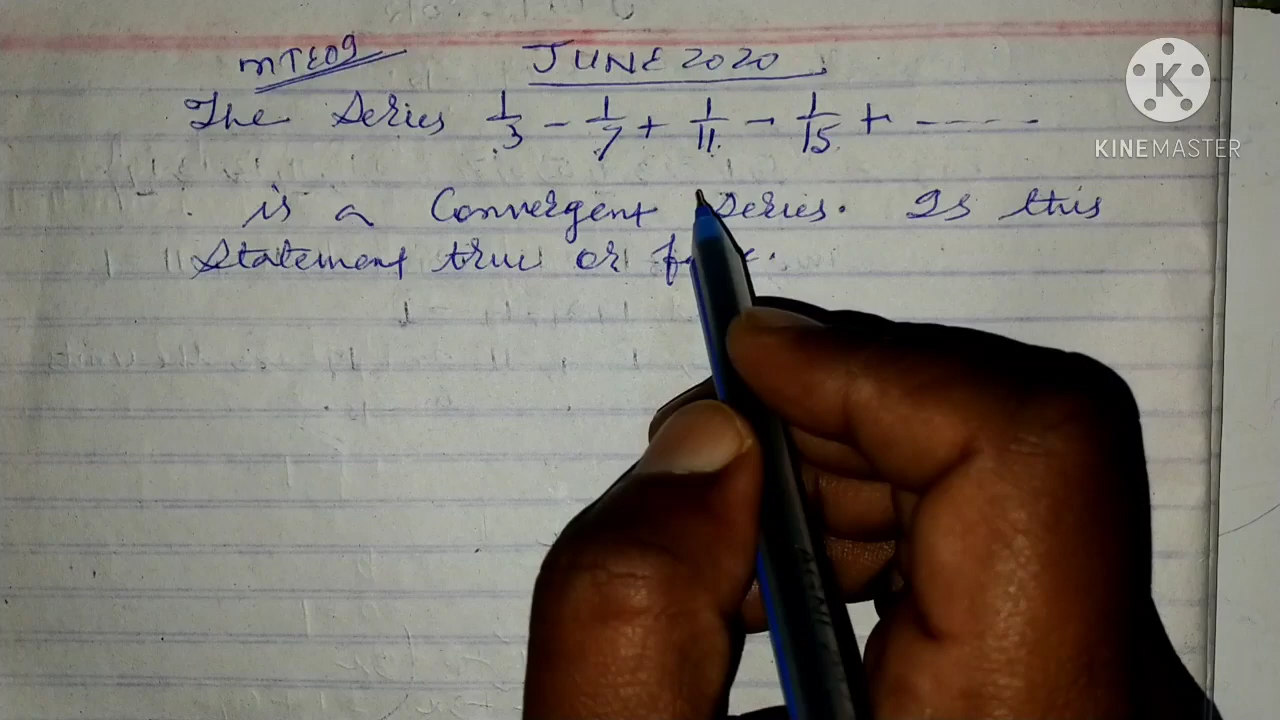 MTE09 JUNE 2020
The Series 1/3 - 1/7 + 1/11 - 1/15 + -----
is a Convergent Series. Is this
Statement true or
K
KINEMASTER